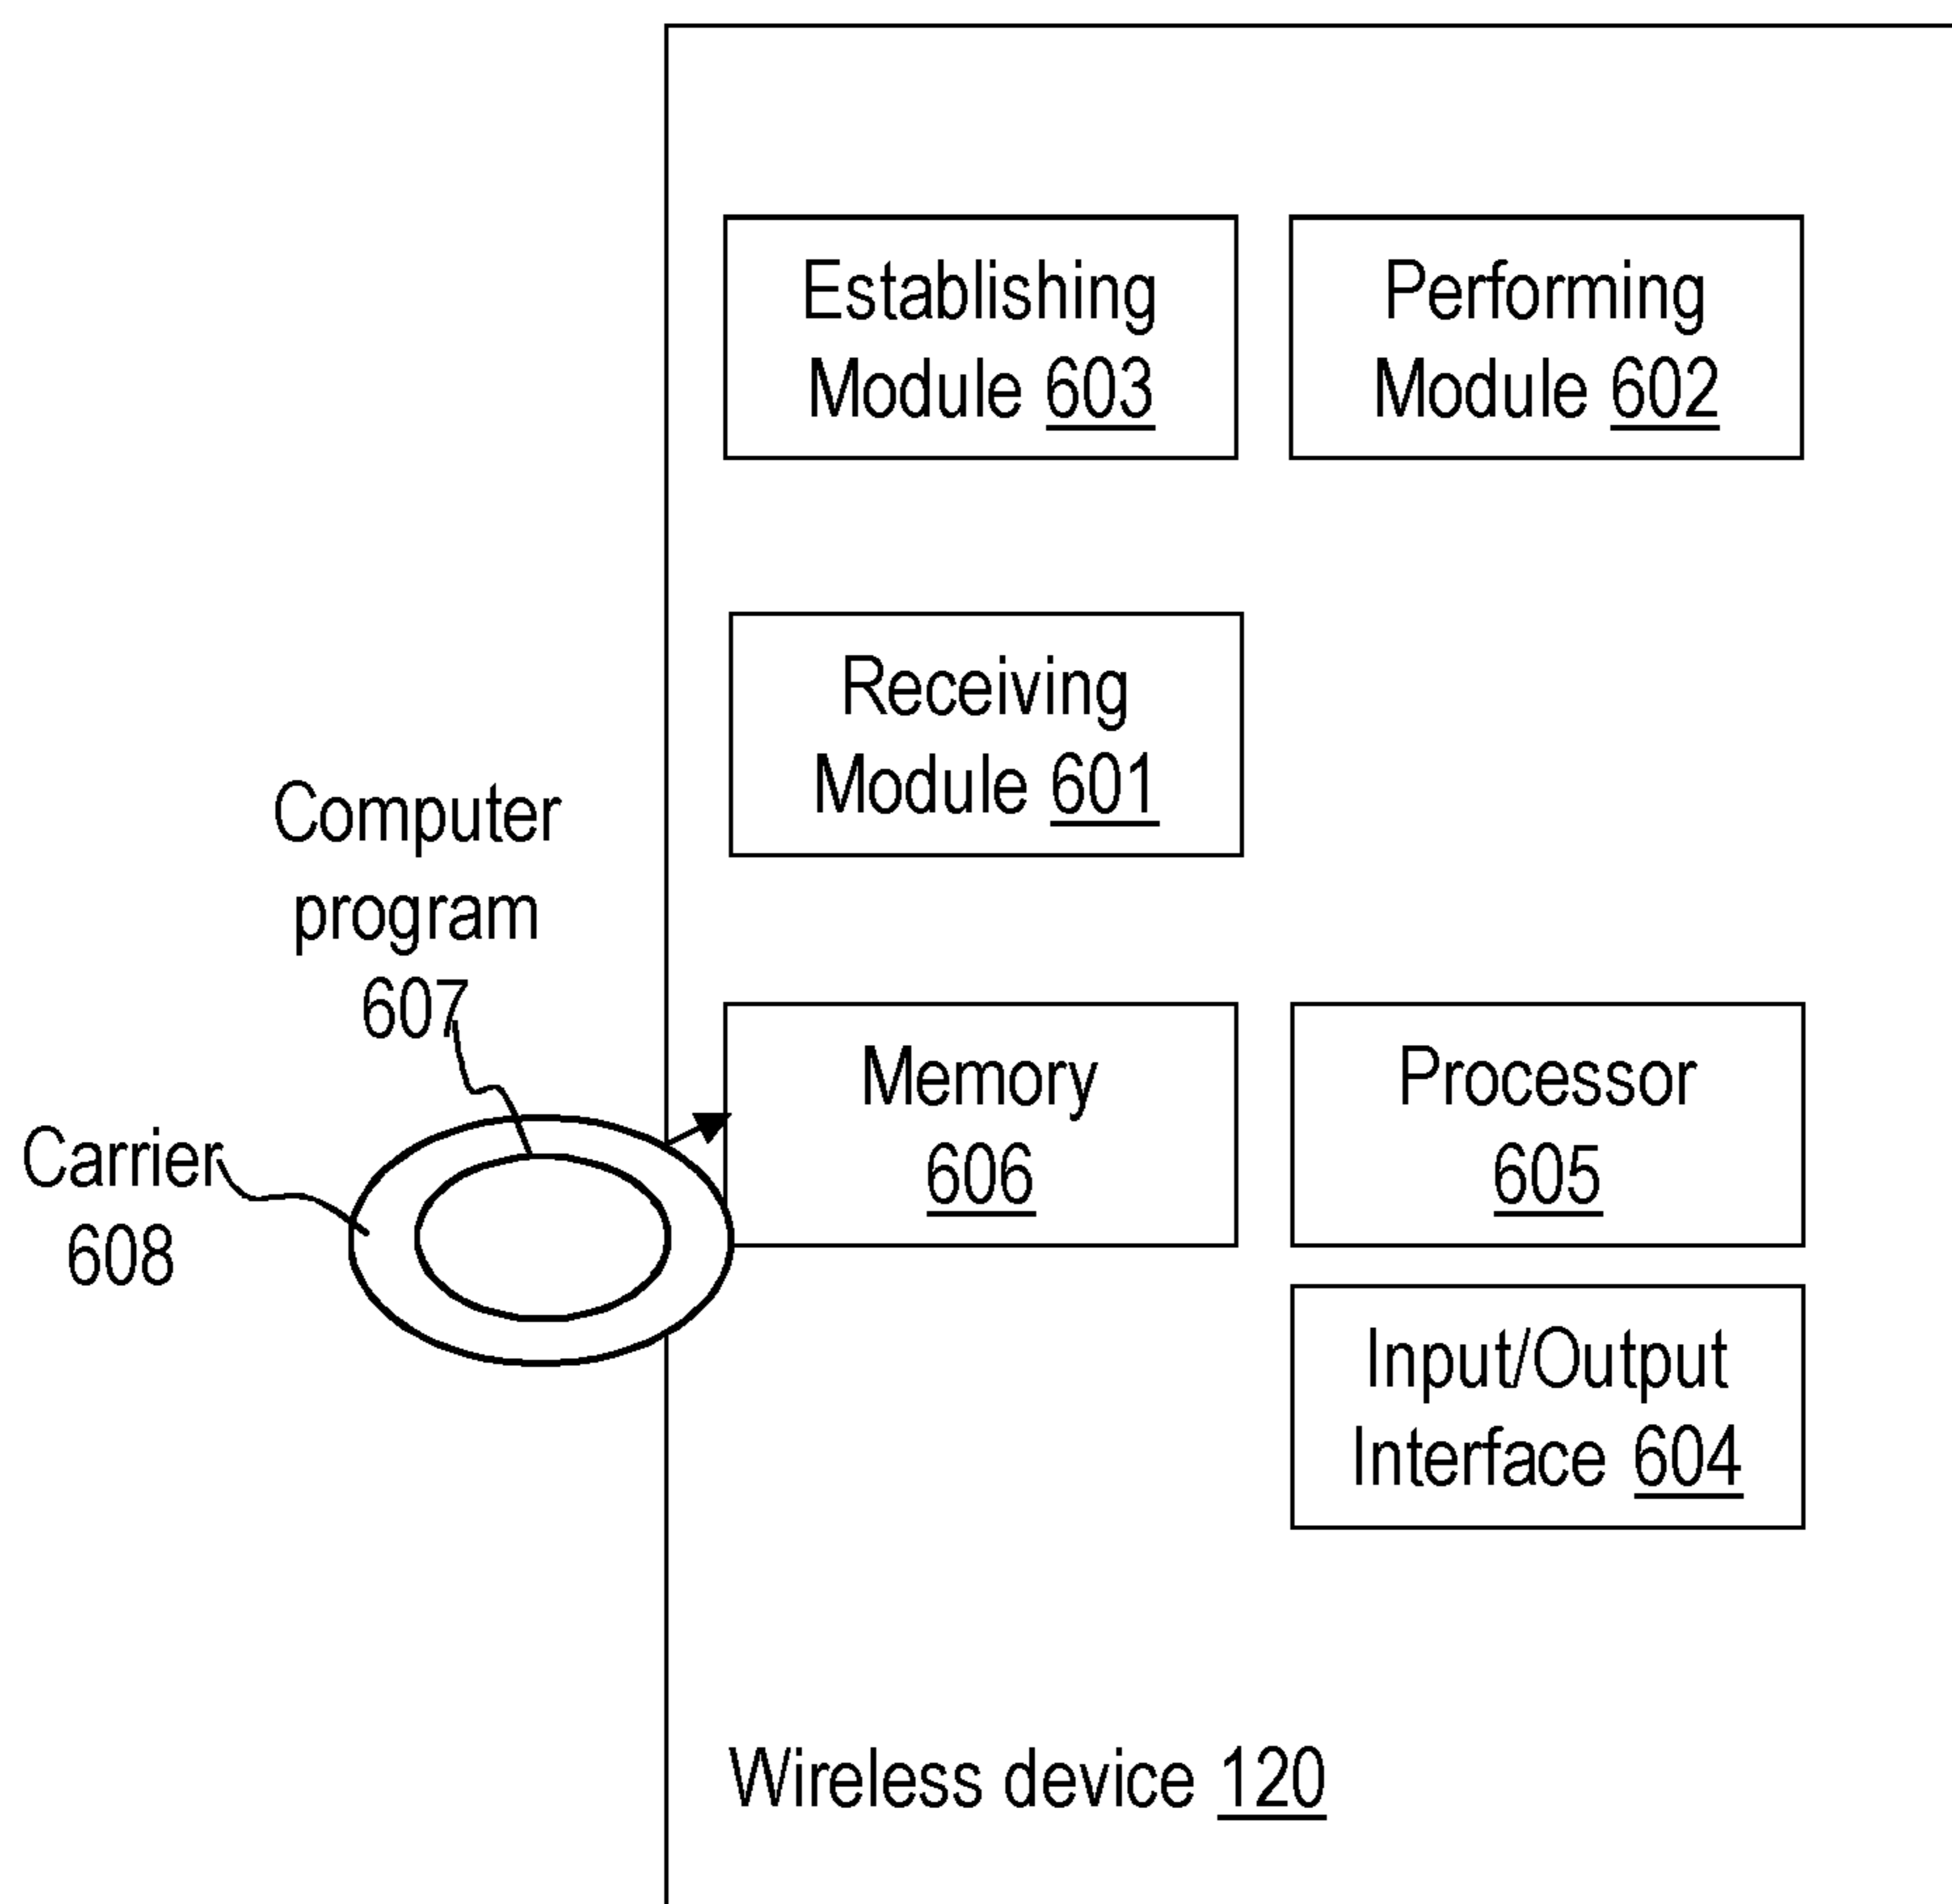 Establishing
Module 603
Performing
Module 602
Receiving
Module 601
Computer
program
607
Memory
606
Processor
605
Carrier
608
Input/Output
Interface 604
Wireless device 120